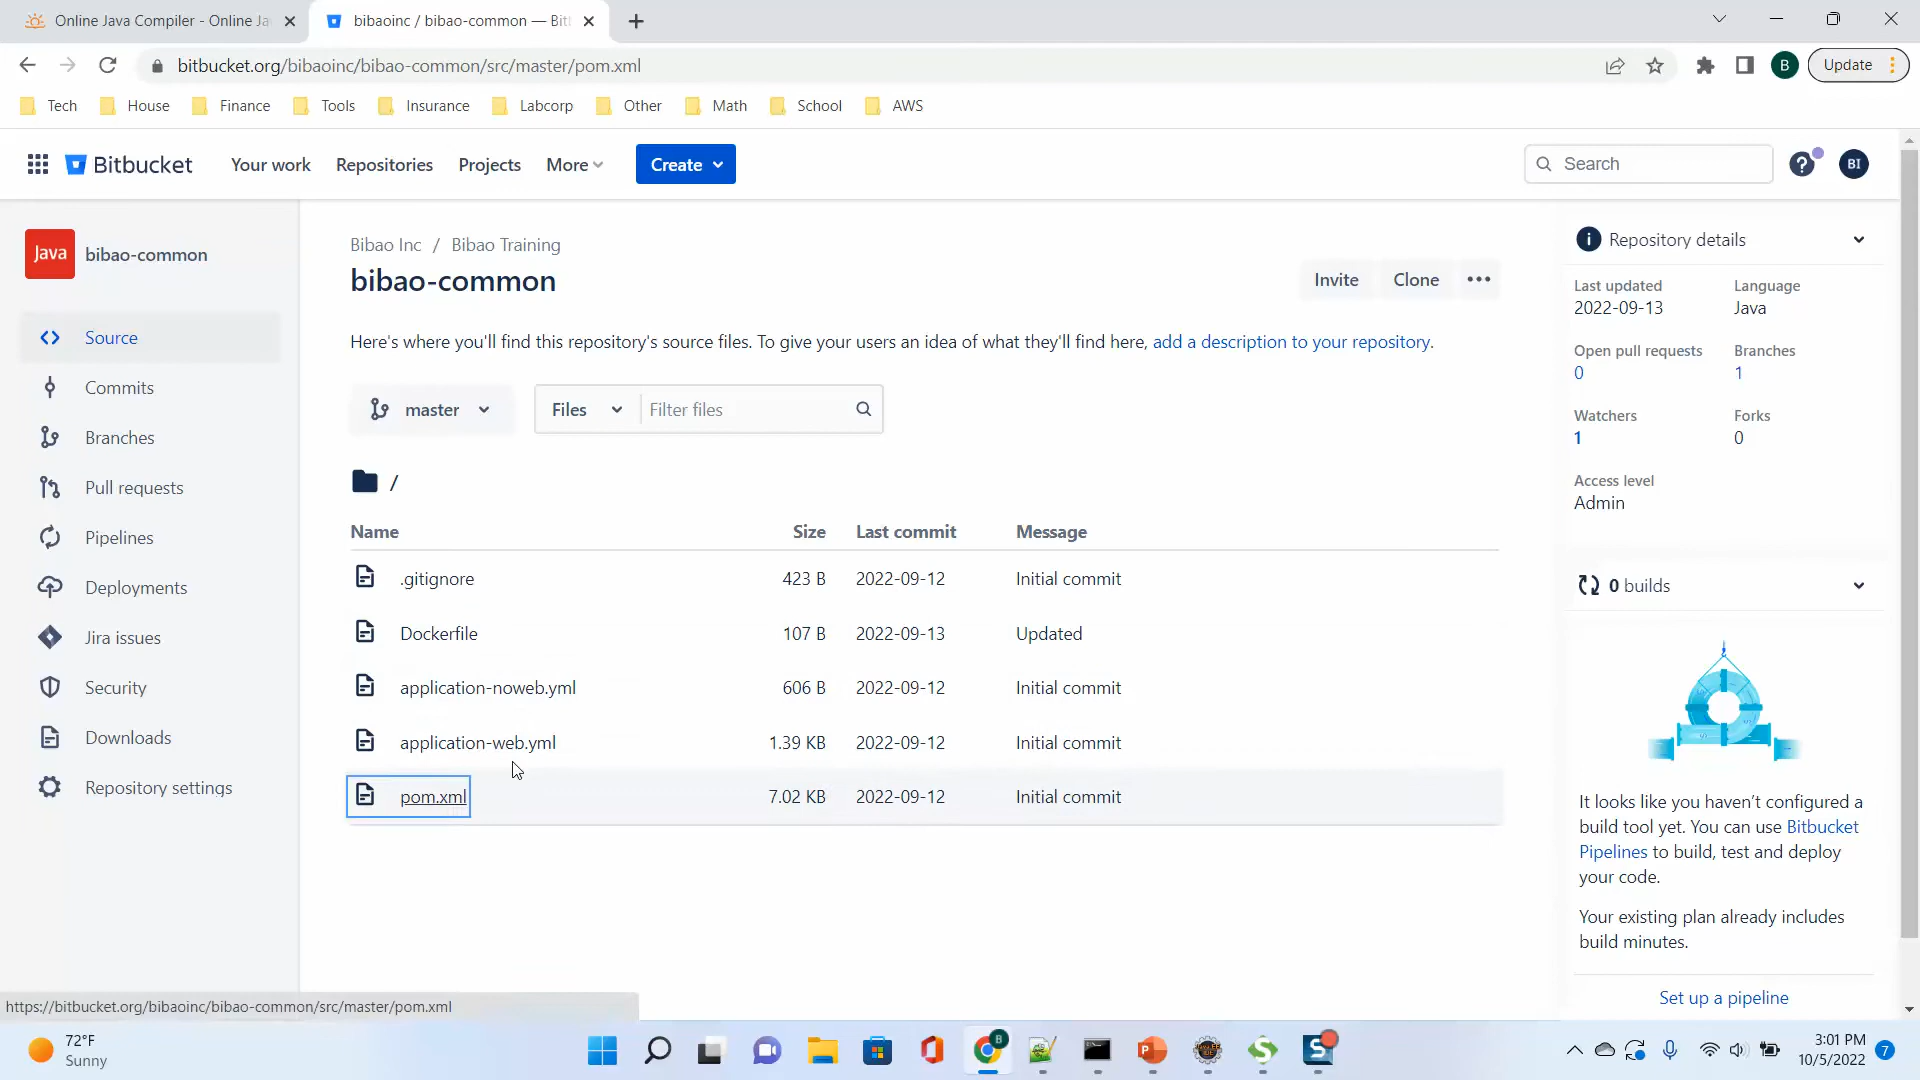 Online Java Compiler - Online Ja
bibaoinc / bibao-common — Bit
bitbucket.org/bibaoinc/bibao-common/src/master/pom.xml
B
Update
Tech
House
Finance
Tools
Insurance
Labcorp
Other
Math
School
AWS
Bitbucket
Your work
Repositories
Projects
More
Create
Search
?
BI
Java
bibao-common
Source
Commits
Branches
Pull requests
Pipelines
Deployments
Jira issues
Security
Downloads
Repository settings
Bibao Inc / Bibao Training
bibao-common
Invite
Clone
Here's where you'll find this repository's source files. To give your users an idea of what they'll find here, add a description to your repository.
master
Files
Filter files
/
Name Size Last commit Message
.gitignore 423 B 2022-09-12 Initial commit
Dockerfile 107 B 2022-09-13 Updated
application-noweb.yml 606 B 2022-09-12 Initial commit
application-web.yml 1.39 KB 2022-09-12 Initial commit
pom.xml 7.02 KB 2022-09-12 Initial commit
Repository details
Last updated Language
2022-09-13 Java
Open pull requests Branches
0 1
Watchers Forks
1 0
Access level
Admin
0 builds
It looks like you haven’t configured a
build tool yet. You can use Bitbucket
Pipelines to build, test and deploy
your code.
Your existing plan already includes
build minutes.
Set up a pipeline
https://bitbucket.org/bibaoinc/bibao-common/src/master/pom.xml
72°F
Sunny
3:01 PM
10/5/2022
7